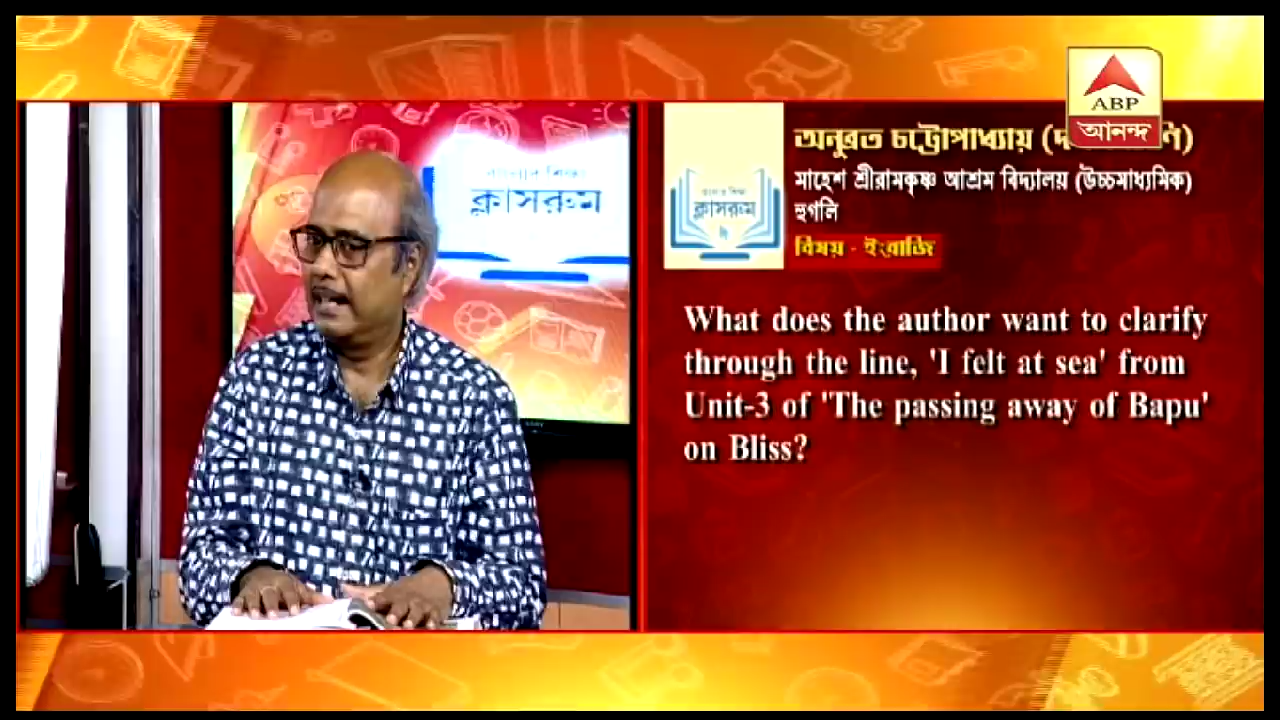 ক্লাসরুম
ABP
আনন্দ
ক্লাসরুম
অনুব্রত চট্টোপাধ্যায়
মাহেশ শ্রীরামকৃষ্ণ আশ্রম বিদ্যালয় (উচ্চমাধ্যমিক)
হুগলি
বিষয় - ইংরাজি
What does the author want to clarify
through the line, 'I felt at sea' from
Unit-3 of 'The passing away of Bapu'
on Bliss?